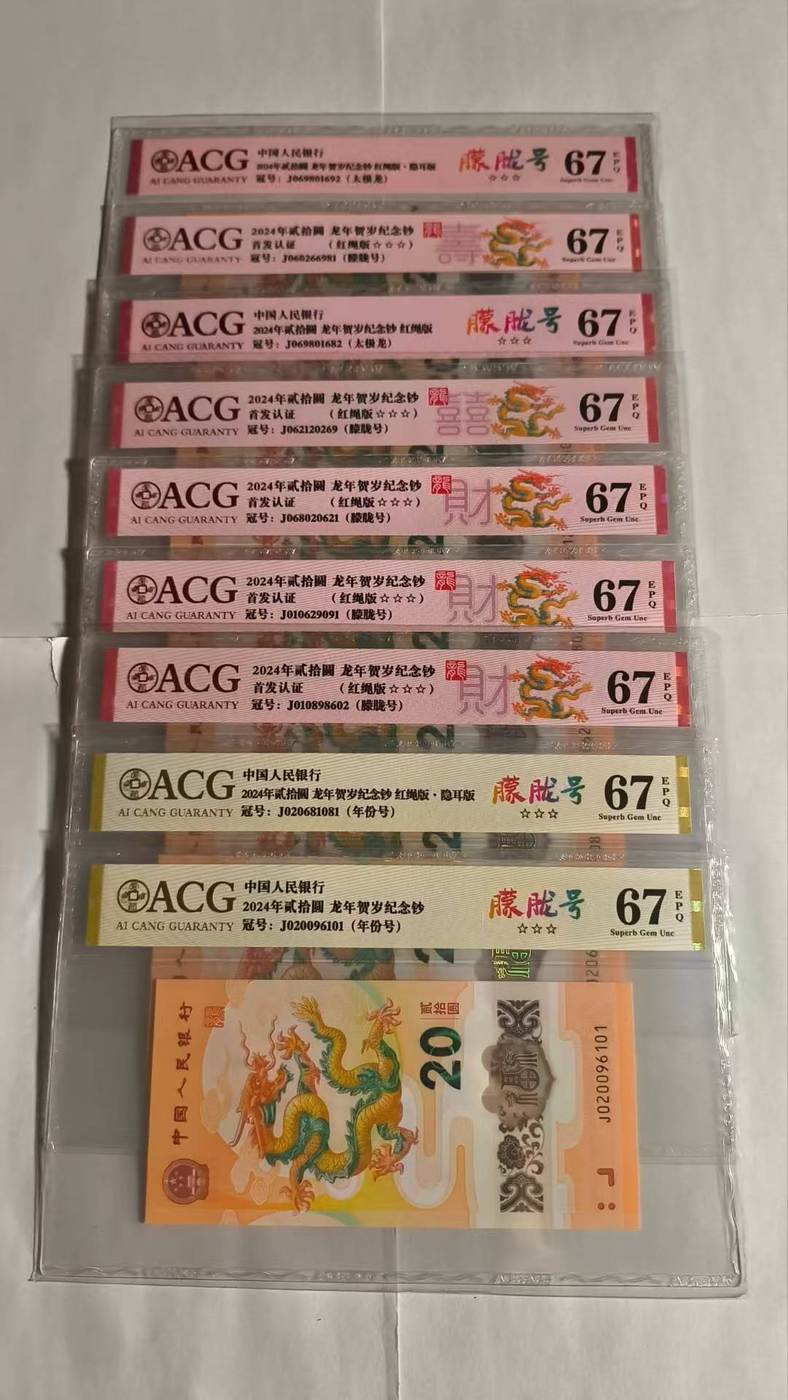 ACG
AI CANG GUARANTY
中国人民银行
2024年贰拾圆 龙年贺岁纪念钞 红绳版·隐耳版
冠号：J069801692（太极龙）
朦胧号
☆☆☆
67
EPQ
Superb Gem Unc
ACG
AI CANG GUARANTY
2024年贰拾圆 龙年贺岁纪念钞
首发认证 （红绳版☆☆☆）
冠号：J060266981（朦胧号）
龍
壽
67
EPQ
Superb Gem Unc
ACG
AI CANG GUARANTY
中国人民银行
2024年贰拾圆 龙年贺岁纪念钞 红绳版
冠号：J069801682（太极龙）
朦胧号
☆☆☆
67
EPQ
Superb Gem Unc
ACG
AI CANG GUARANTY
2024年贰拾圆 龙年贺岁纪念钞
首发认证 （红绳版☆☆☆）
冠号：J062120269（朦胧号）
龍
囍
67
EPQ
Superb Gem Unc
ACG
AI CANG GUARANTY
2024年贰拾圆 龙年贺岁纪念钞
首发认证 （红绳版☆☆☆）
冠号：J068020621（朦胧号）
龍
財
67
EPQ
Superb Gem Unc
ACG
AI CANG GUARANTY
2024年贰拾圆 龙年贺岁纪念钞
首发认证 （红绳版☆☆☆）
冠号：J010629091（朦胧号）
龍
財
67
EPQ
Superb Gem Unc
ACG
AI CANG GUARANTY
2024年贰拾圆 龙年贺岁纪念钞
首发认证 （红绳版☆☆☆）
冠号：J010898602（朦胧号）
龍
財
67
EPQ
Superb Gem Unc
ACG
AI CANG GUARANTY
中国人民银行
2024年贰拾圆 龙年贺岁纪念钞 红绳版·隐耳版
冠号：J020681081（年份号）
朦胧号
☆☆☆
67
EPQ
Superb Gem Unc
ACG
AI CANG GUARANTY
中国人民银行
2024年贰拾圆 龙年贺岁纪念钞
冠号：J020096101（年份号）
朦胧号
☆☆☆
67
EPQ
Superb Gem Unc
中国人民银行
贰拾圆
20
J020096101